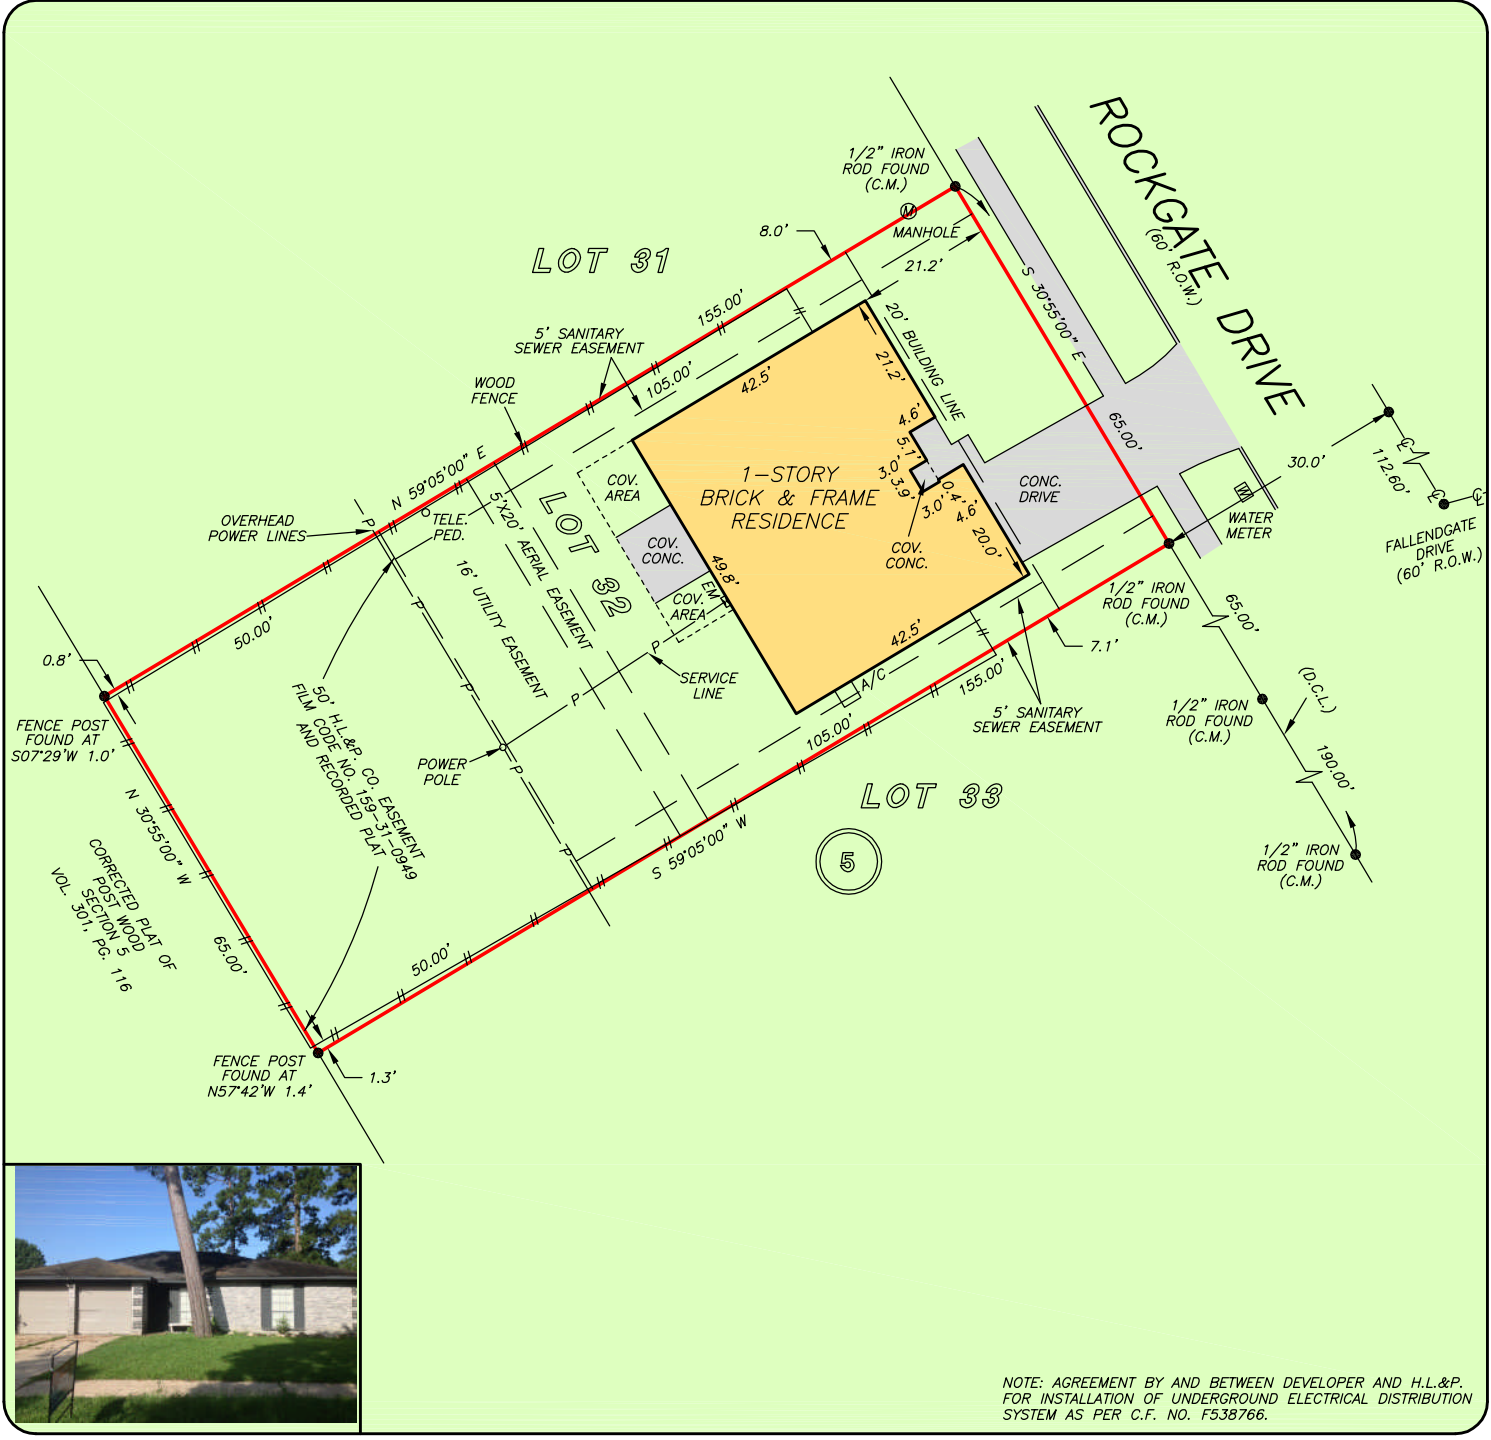 ROCKGATE DRIVE
(60' R.O.W.)
1/2" IRON
ROD FOUND
(C.M.)
M
MANHOLE
8.0'
21.2'
LOT 31
155.00'
S 30°55'00" E
5' SANITARY
SEWER EASEMENT
105.00'
WOOD
FENCE
42.5'
20' BUILDING LINE
21.2'
4.6'
5.1'
3.0'
3.9'
0.4'
3.0'
4.6'
20.0'
65.00'
30.0'
112.60'
FALLENDGATE
DRIVE
(60' R.O.W.)
N 59°05'00" E
1-STORY
BRICK & FRAME
RESIDENCE
CONC.
DRIVE
COV.
AREA
COV.
CONC.
COV.
AREA
COV.
CONC.
W
WATER
METER
OVERHEAD
POWER LINES
P
TELE.
PED.
LOT 32
5'X20' AERIAL EASEMENT
16' UTILITY EASEMENT
49.8'
EM
P
P
P
P
P
P
P
SERVICE
LINE
42.5'
A/C
1/2" IRON
ROD FOUND
(C.M.)
7.1'
65.00'
50.00'
0.8'
155.00'
5' SANITARY
SEWER EASEMENT
1/2" IRON
ROD FOUND
(C.M.)
(D.C.L.)
190.00'
1/2" IRON
ROD FOUND
(C.M.)
FENCE POST
FOUND AT
S07°29'W 1.0'
50' H.L.&P. CO. EASEMENT
FILM CODE NO. 159-31-0949
AND RECORDED PLAT
POWER
POLE
105.00'
LOT 33
5
S 59°05'00" W
N 30°55'00" W
65.00'
CORRECTED PLAT OF
POST WOOD
SECTION 5
VOL. 301, PG. 116
50.00'
FENCE POST
FOUND AT
N57°42'W 1.4'
1.3'
NOTE: AGREEMENT BY AND BETWEEN DEVELOPER AND H.L.&P.
FOR INSTALLATION OF UNDERGROUND ELECTRICAL DISTRIBUTION
SYSTEM AS PER C.F. NO. F538766.